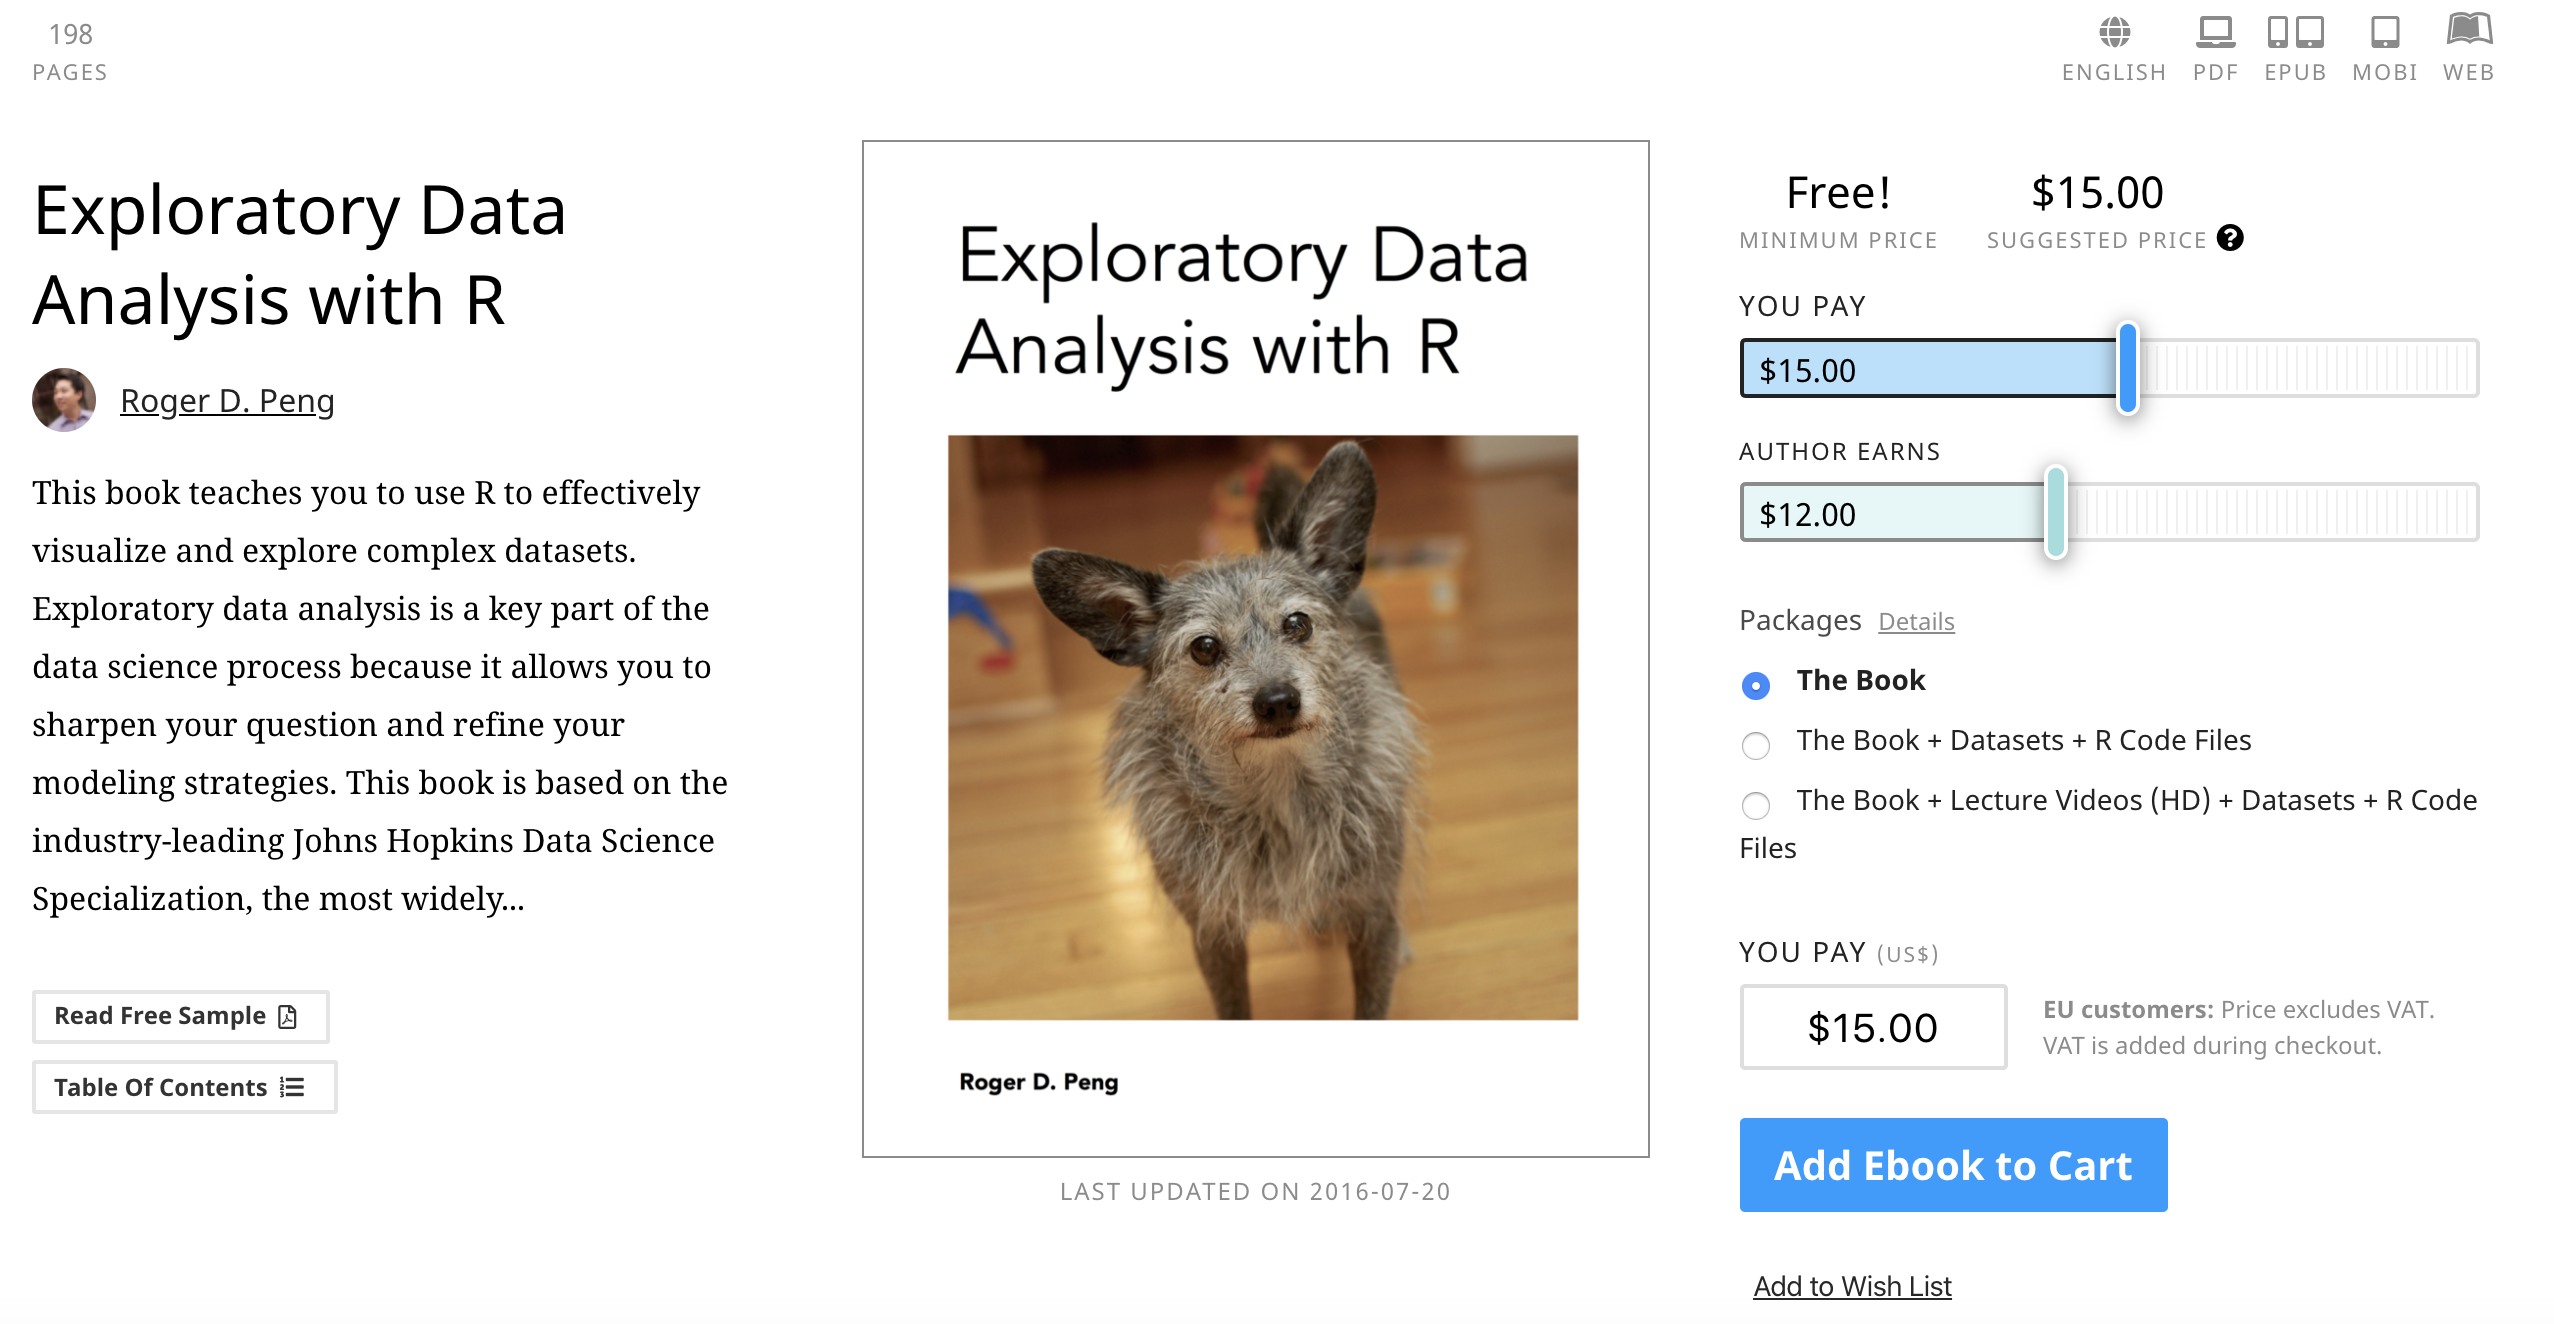 198
PAGES
ENGLISH
PDF
EPUB
MOBI
WEB
Exploratory Data
Analysis with R
Roger D. Peng
This book teaches you to use R to effectively
visualize and explore complex datasets.
Exploratory data analysis is a key part of the
data science process because it allows you to
sharpen your question and refine your
modeling strategies. This book is based on the
industry-leading Johns Hopkins Data Science
Specialization, the most widely...
Read Free Sample
Table Of Contents
Exploratory Data
Analysis with R
Roger D. Peng
LAST UPDATED ON 2016-07-20
Free!
MINIMUM PRICE
$15.00
SUGGESTED PRICE ?
YOU PAY
$15.00
AUTHOR EARNS
$12.00
Packages Details
The Book
The Book + Datasets + R Code Files
The Book + Lecture Videos (HD) + Datasets + R Code
Files
YOU PAY (US$)
$15.00
EU customers: Price excludes VAT.
VAT is added during checkout.
Add Ebook to Cart
Add to Wish List